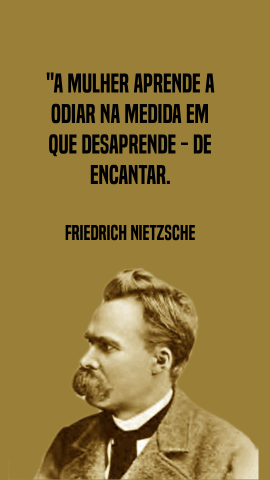 "A MULHER APRENDE A
ODIAR NA MEDIDA EM
QUE DESAPRENDE - DE
ENCANTAR.
FRIEDRICH NIETZSCHE